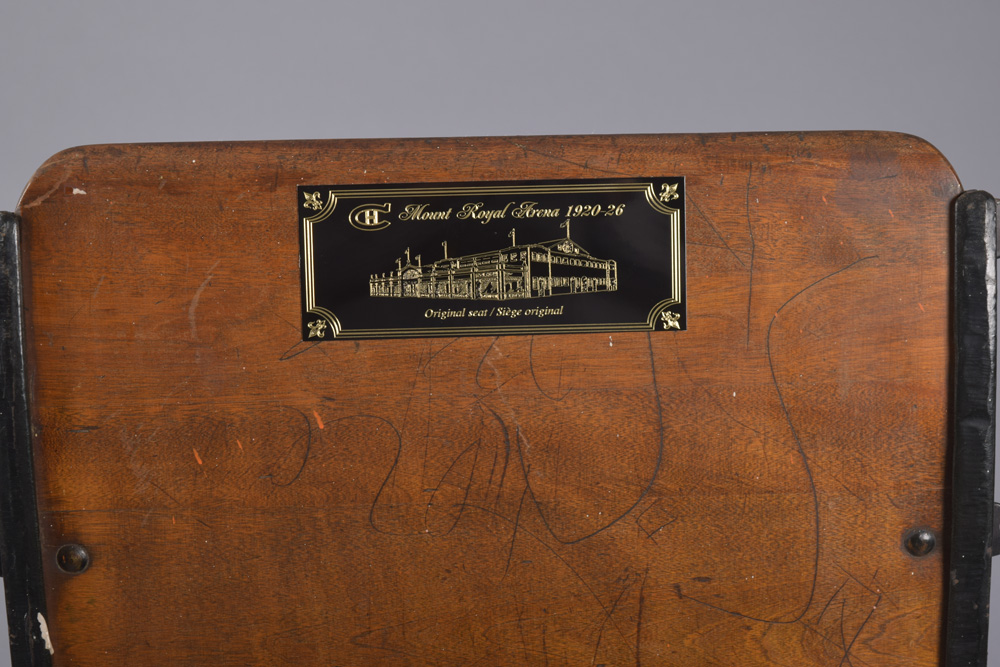 CH Mount Royal Arena 1920-26
Original seat / Siège original